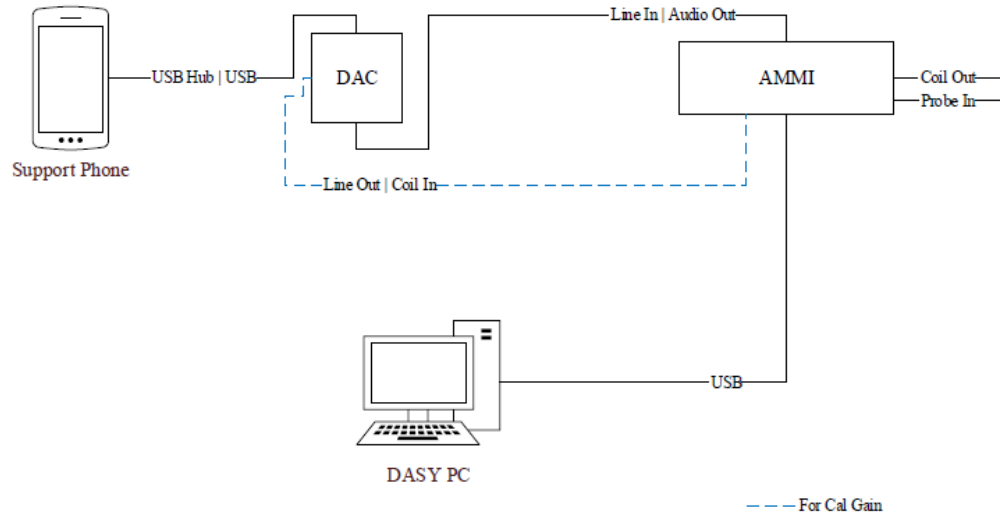 Line In | Audio Out
USB Hub | USB
DAC
AMMI
Coil Out
Probe In
Support Phone
Line Out | Coil In
USB
DASY PC
For Cal Gain